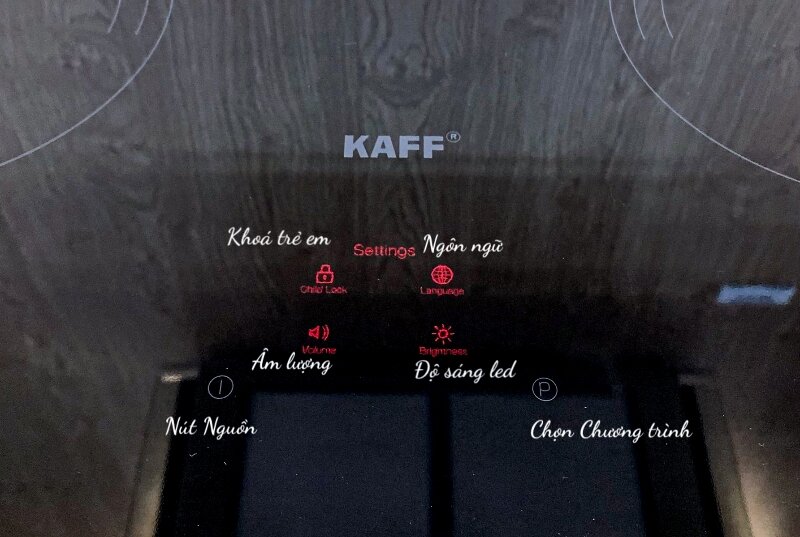 KAFF®
Khoá trẻ em
Settings
Ngôn ngữ
Child Lock
Language
Volume
Brightness
Âm lượng
Độ sáng led
I
P
Nút Nguồn
Chọn Chương trình